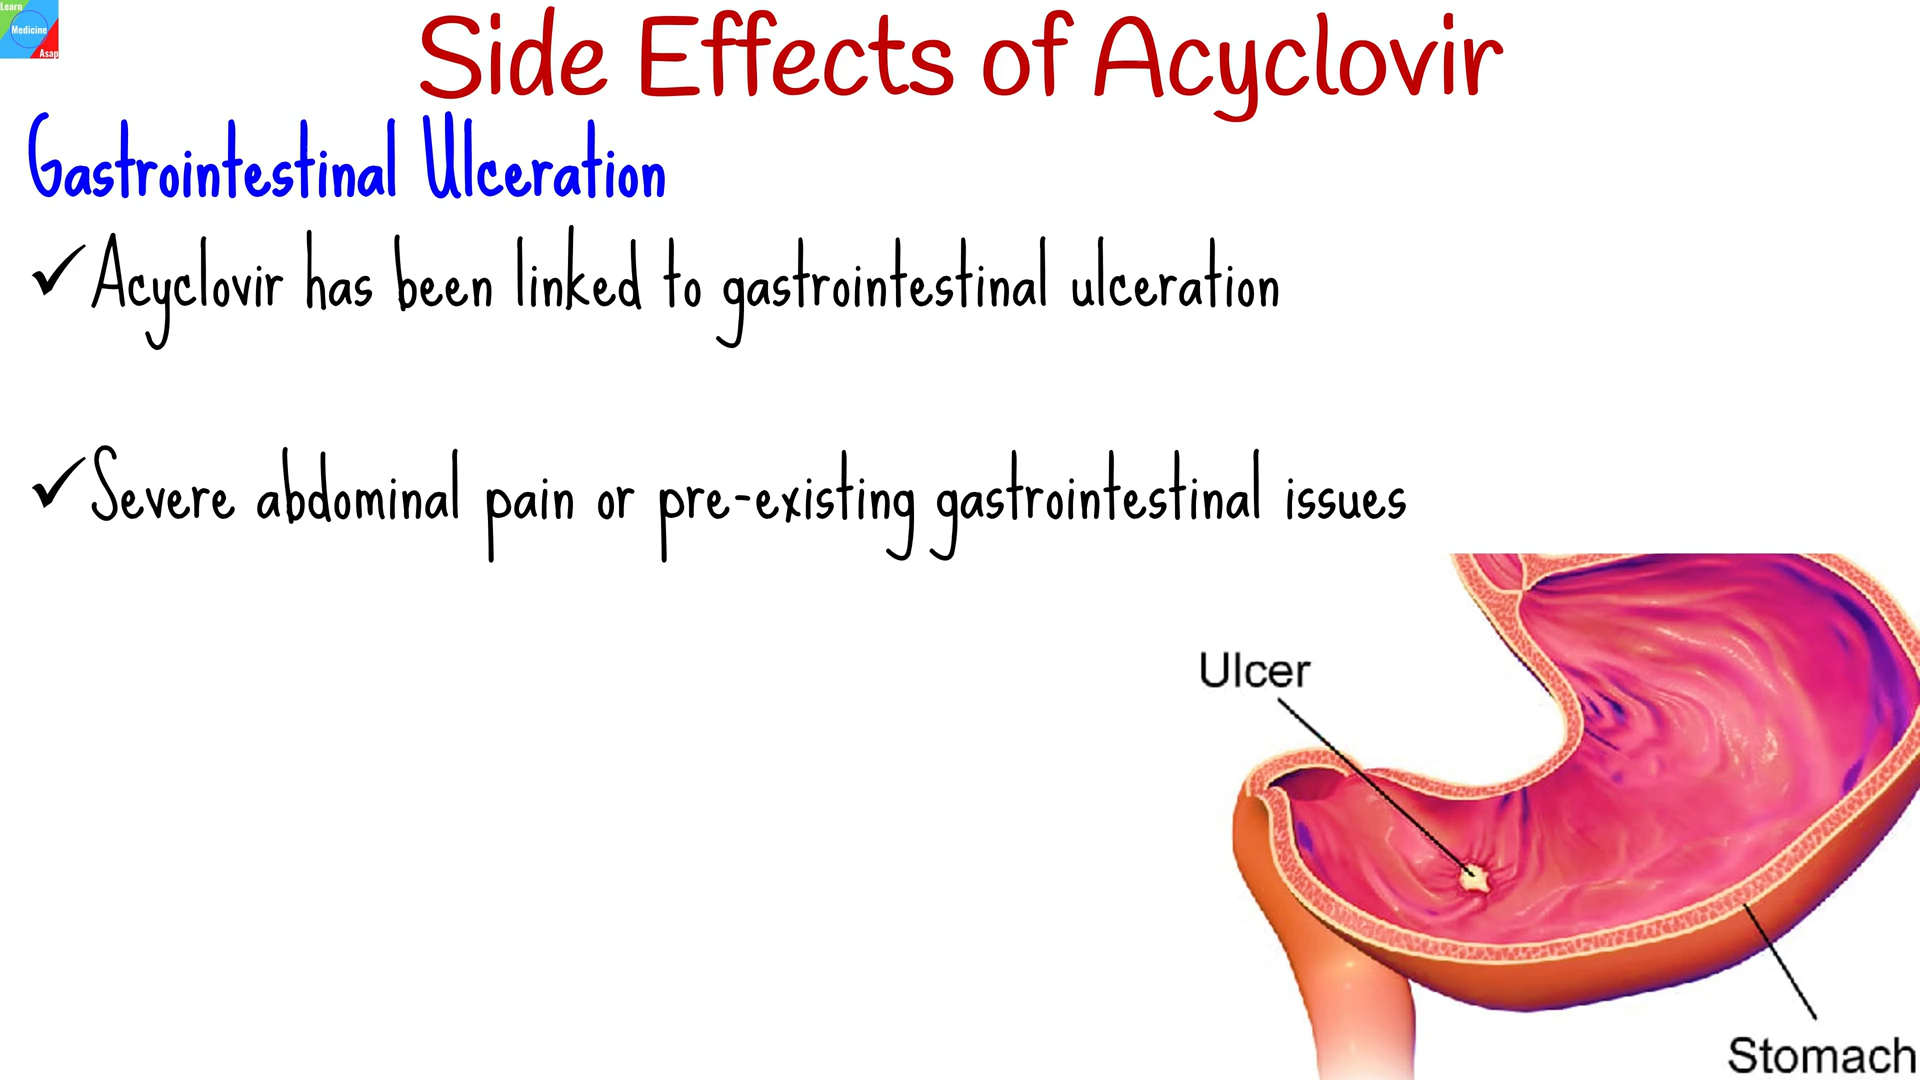 Learn
Medicine
Asap
Side Effects of Acyclovir
Gastrointestinal Ulceration
✓Acyclovir has been linked to gastrointestinal ulceration
✓Severe abdominal pain or pre-existing gastrointestinal issues
Ulcer
Stomach